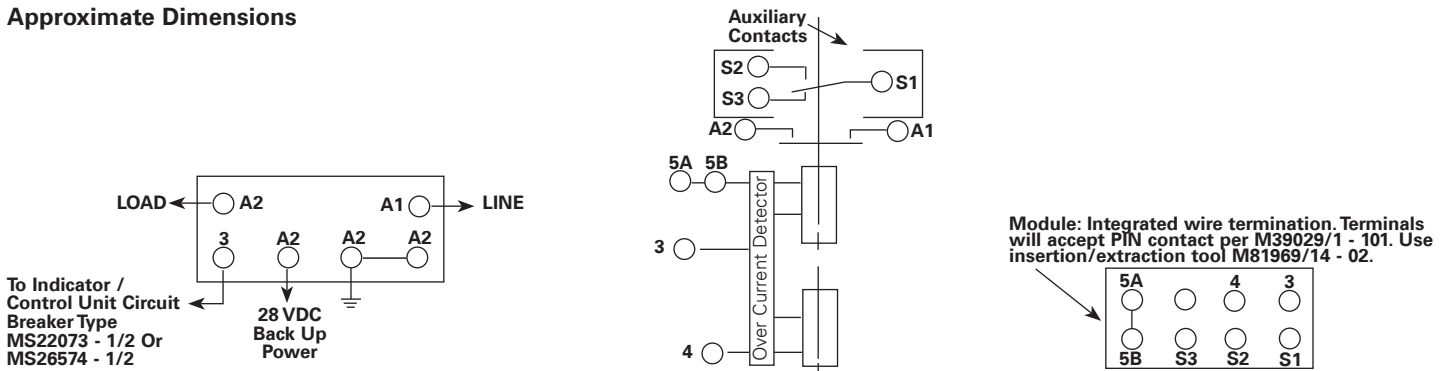 Approximate Dimensions
LOAD
A2
A1
LINE
3
A2
A2
A2
To Indicator /
Control Unit Circuit
Breaker Type
MS22073 - 1/2 Or
MS26574 - 1/2
28 VDC
Back Up
Power
Auxiliary
Contacts
S2
S1
S3
A2
A1
5A 5B
3
Over Current Detector
4
Module: Integrated wire termination. Terminals
will accept PIN contact per M39029/1 - 101. Use
insertion/extraction tool M81969/14 - 02.
5A
4
3
5B
S3
S2
S1